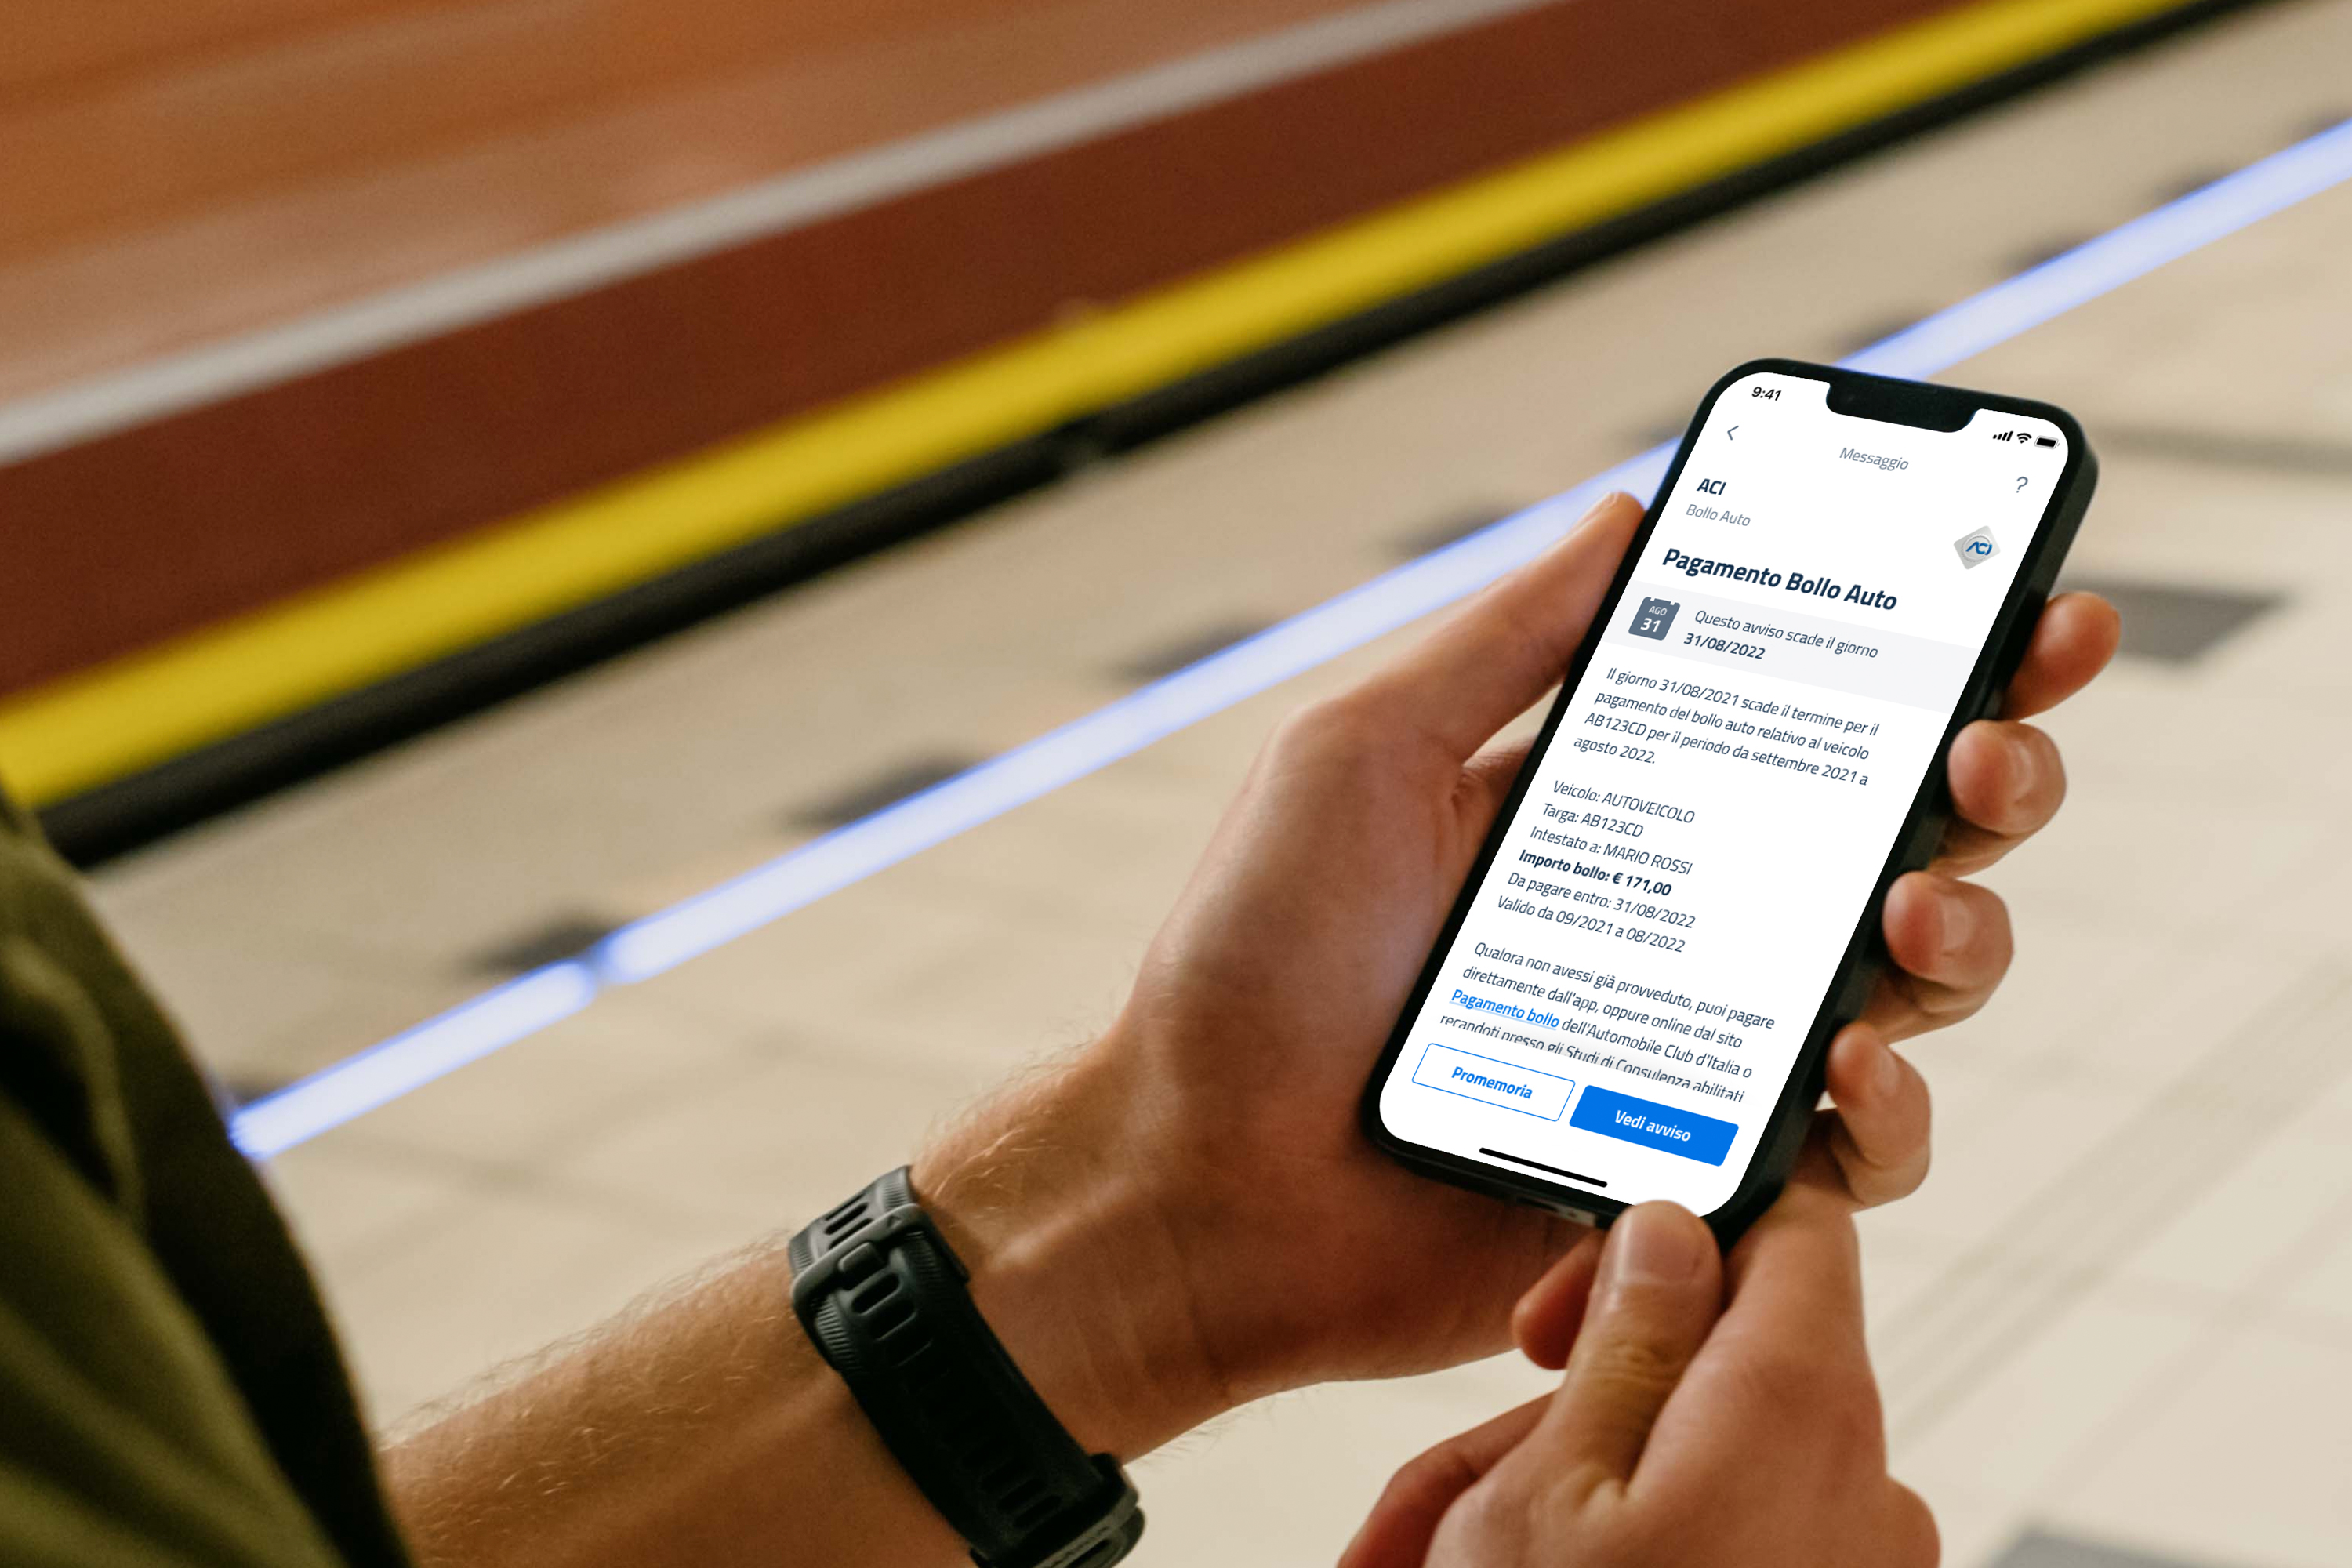 9:41
Messaggio
?
ACI
Bollo Auto
ACI
Pagamento Bollo Auto
AGO
31
Questo avviso scade il giorno
31/08/2022
Il giorno 31/08/2021 scade il termine per il
pagamento del bollo auto relativo al veicolo
AB123CD per il periodo da settembre 2021 a
agosto 2022.
Veicolo: AUTOVEICOLO
Targa: AB123CD
Intestato a: MARIO ROSSI
Importo bollo: € 171,00
Da pagare entro: 31/08/2022
Valido da 09/2021 a 08/2022
Qualora non avessi già provveduto, puoi pagare
direttamente dall'app, oppure online dal sito
Pagamento bollo dell'Automobile Club d'Italia o
recandoti presso gli Studi di Consulenza abilitati
Promemoria
Vedi avviso